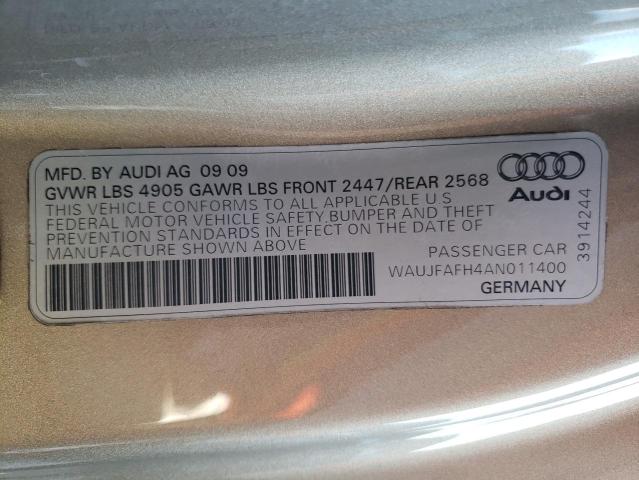 MFD. BY AUDI AG 09 09
GVWR LBS 4905 GAWR LBS FRONT 2447/REAR 2568
THIS VEHICLE CONFORMS TO ALL APPLICABLE U.S
FEDERAL MOTOR VEHICLE SAFETY, BUMPER AND THEFT
PREVENTION STANDARDS IN EFFECT ON THE DATE OF
MANUFACTURE SHOWN ABOVE
PASSENGER CAR
WAUJFAFH4AN011400
GERMANY
Audi
3914244